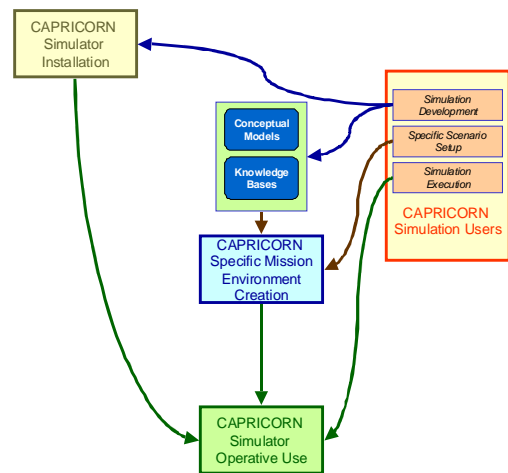 CAPRICORN
Simulator
Installation
Simulation
Development
Conceptual
Models
Specific Scenario
Setup
Knowledge
Bases
Simulation
Execution
CAPRICORN
Simulation Users
CAPRICORN
Specific Mission
Environment
Creation
CAPRICORN
Simulator
Operative Use